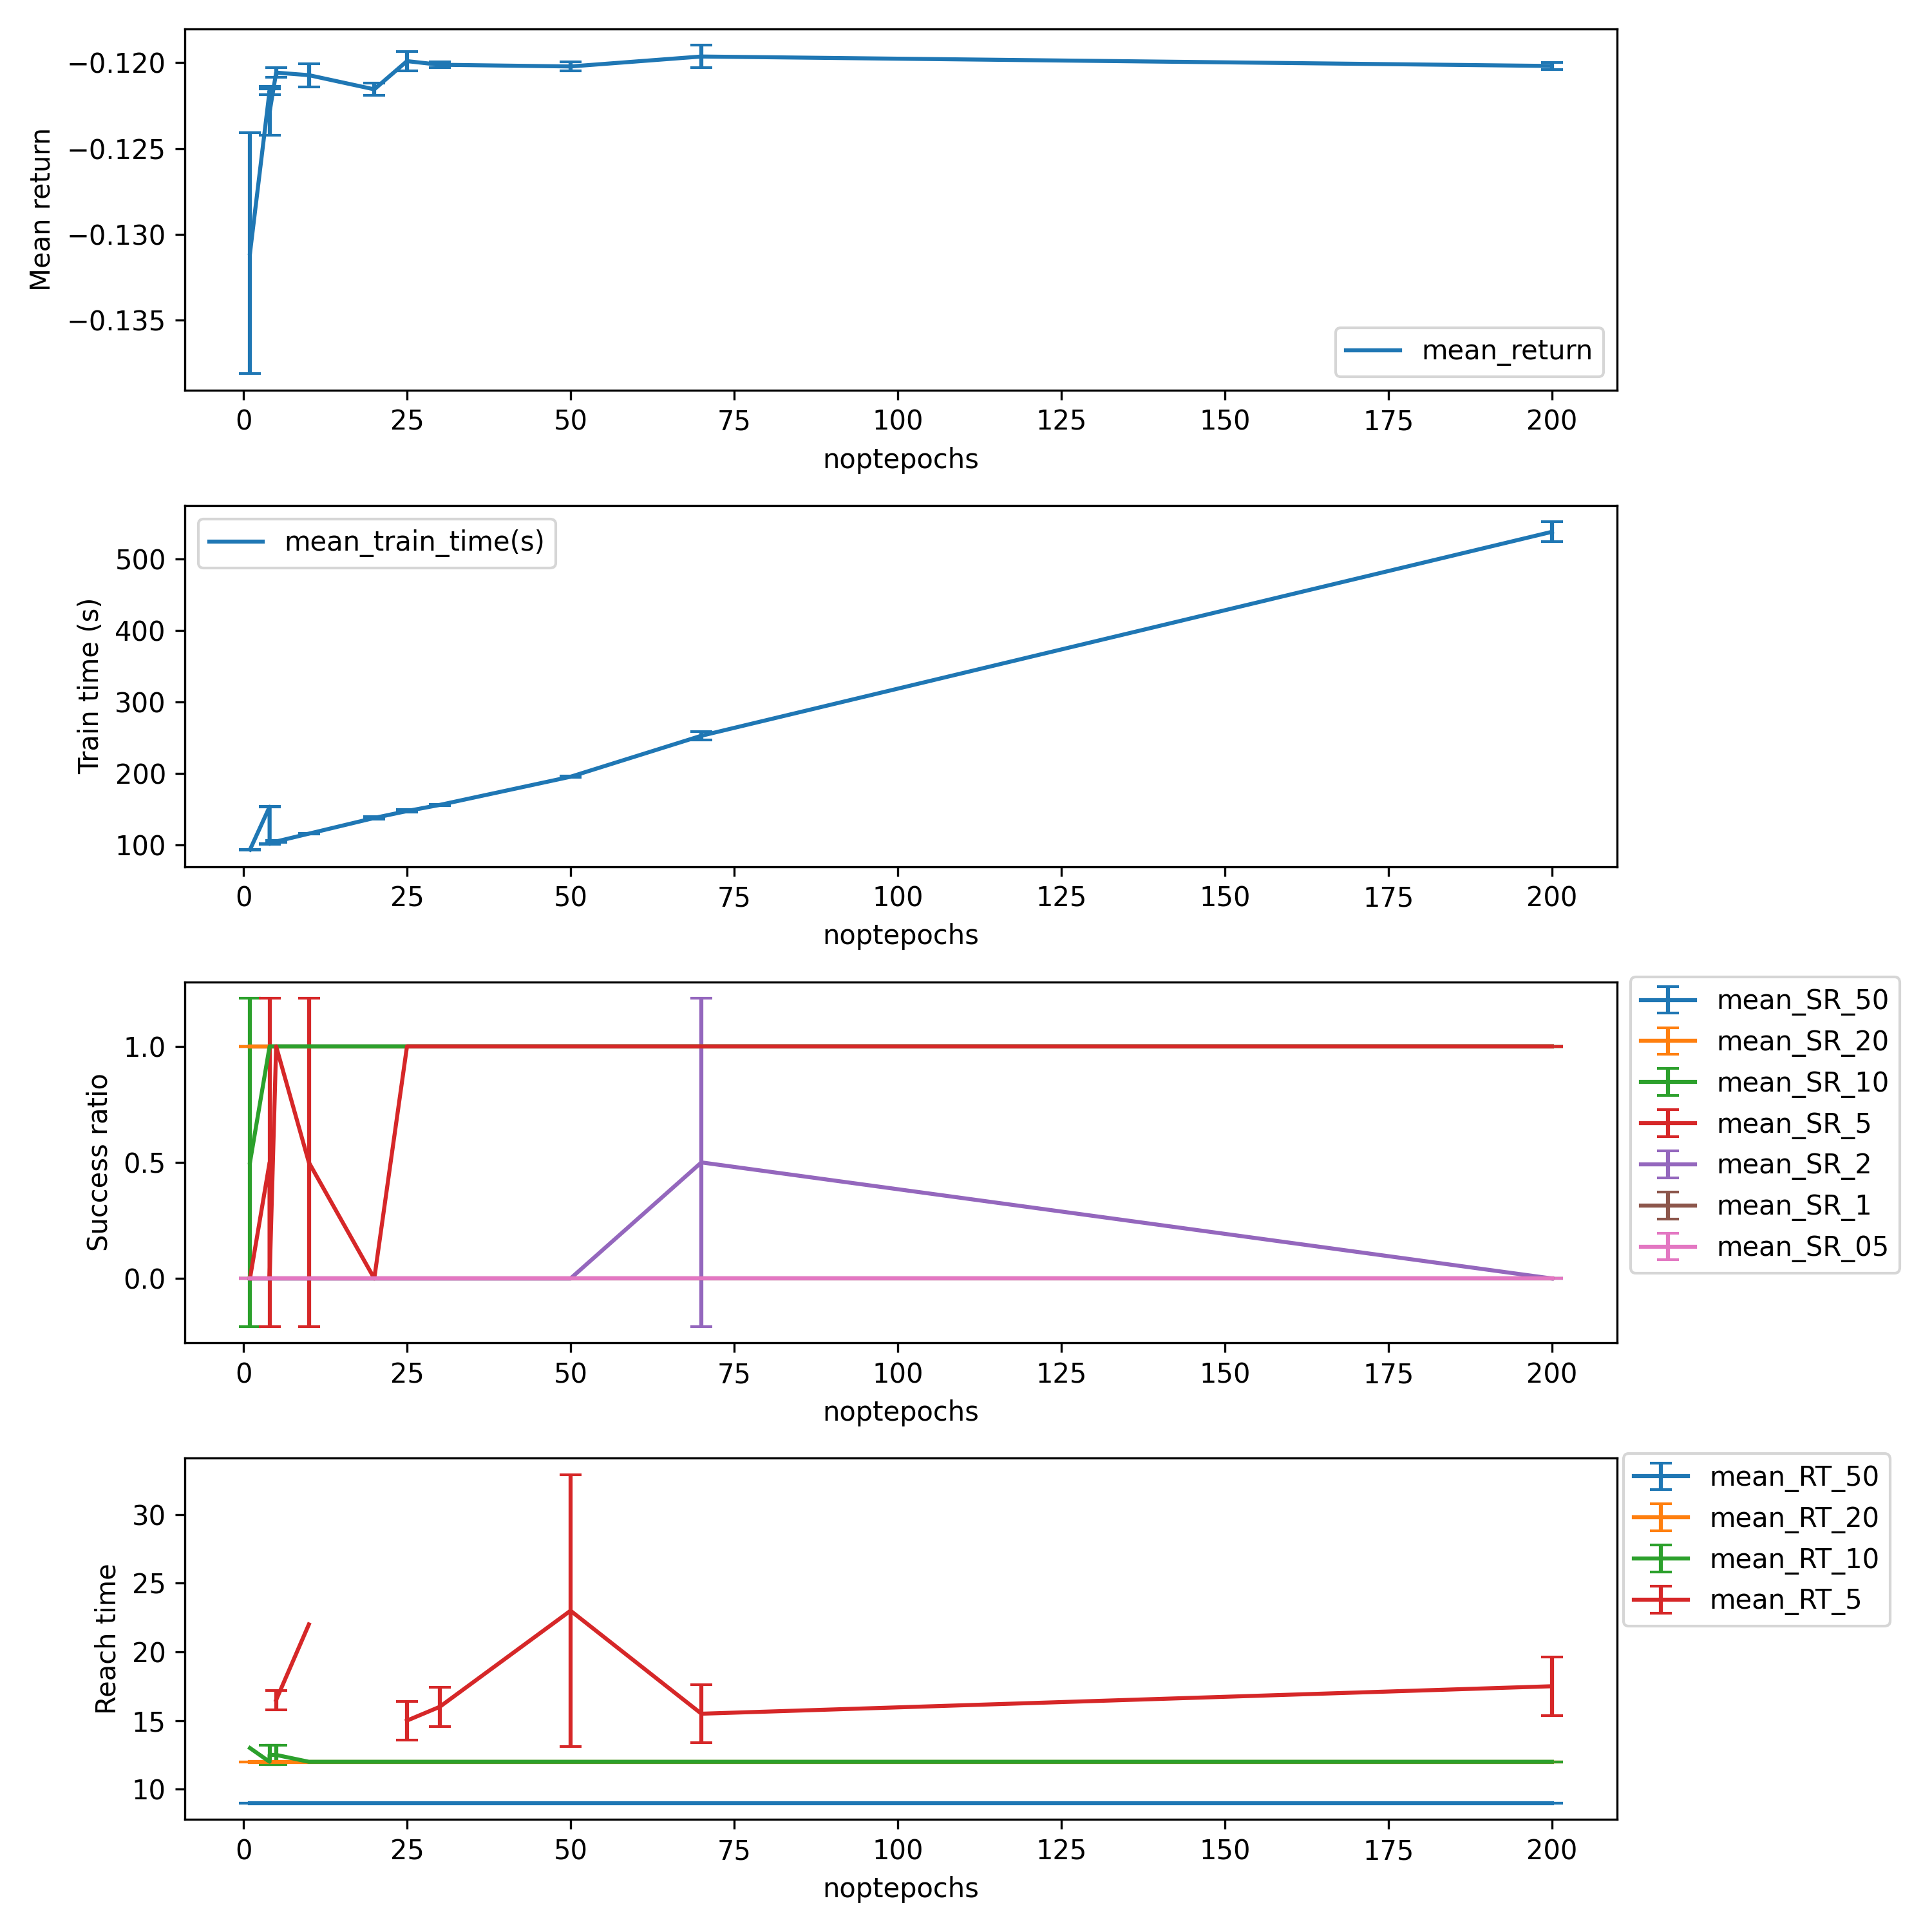 −0.120
−0.125
−0.130
−0.135
Mean return
mean_return
0 25 50 75 100 125 150 175 200
noptepochs
mean_train_time(s)
500
400
300
200
100
Train time (s)
0 25 50 75 100 125 150 175 200
noptepochs
1.0
0.5
0.0
Success ratio
mean_SR_50
mean_SR_20
mean_SR_10
mean_SR_5
mean_SR_2
mean_SR_1
mean_SR_05
0 25 50 75 100 125 150 175 200
noptepochs
30
25
20
15
10
Reach time
mean_RT_50
mean_RT_20
mean_RT_10
mean_RT_5
0 25 50 75 100 125 150 175 200
noptepochs